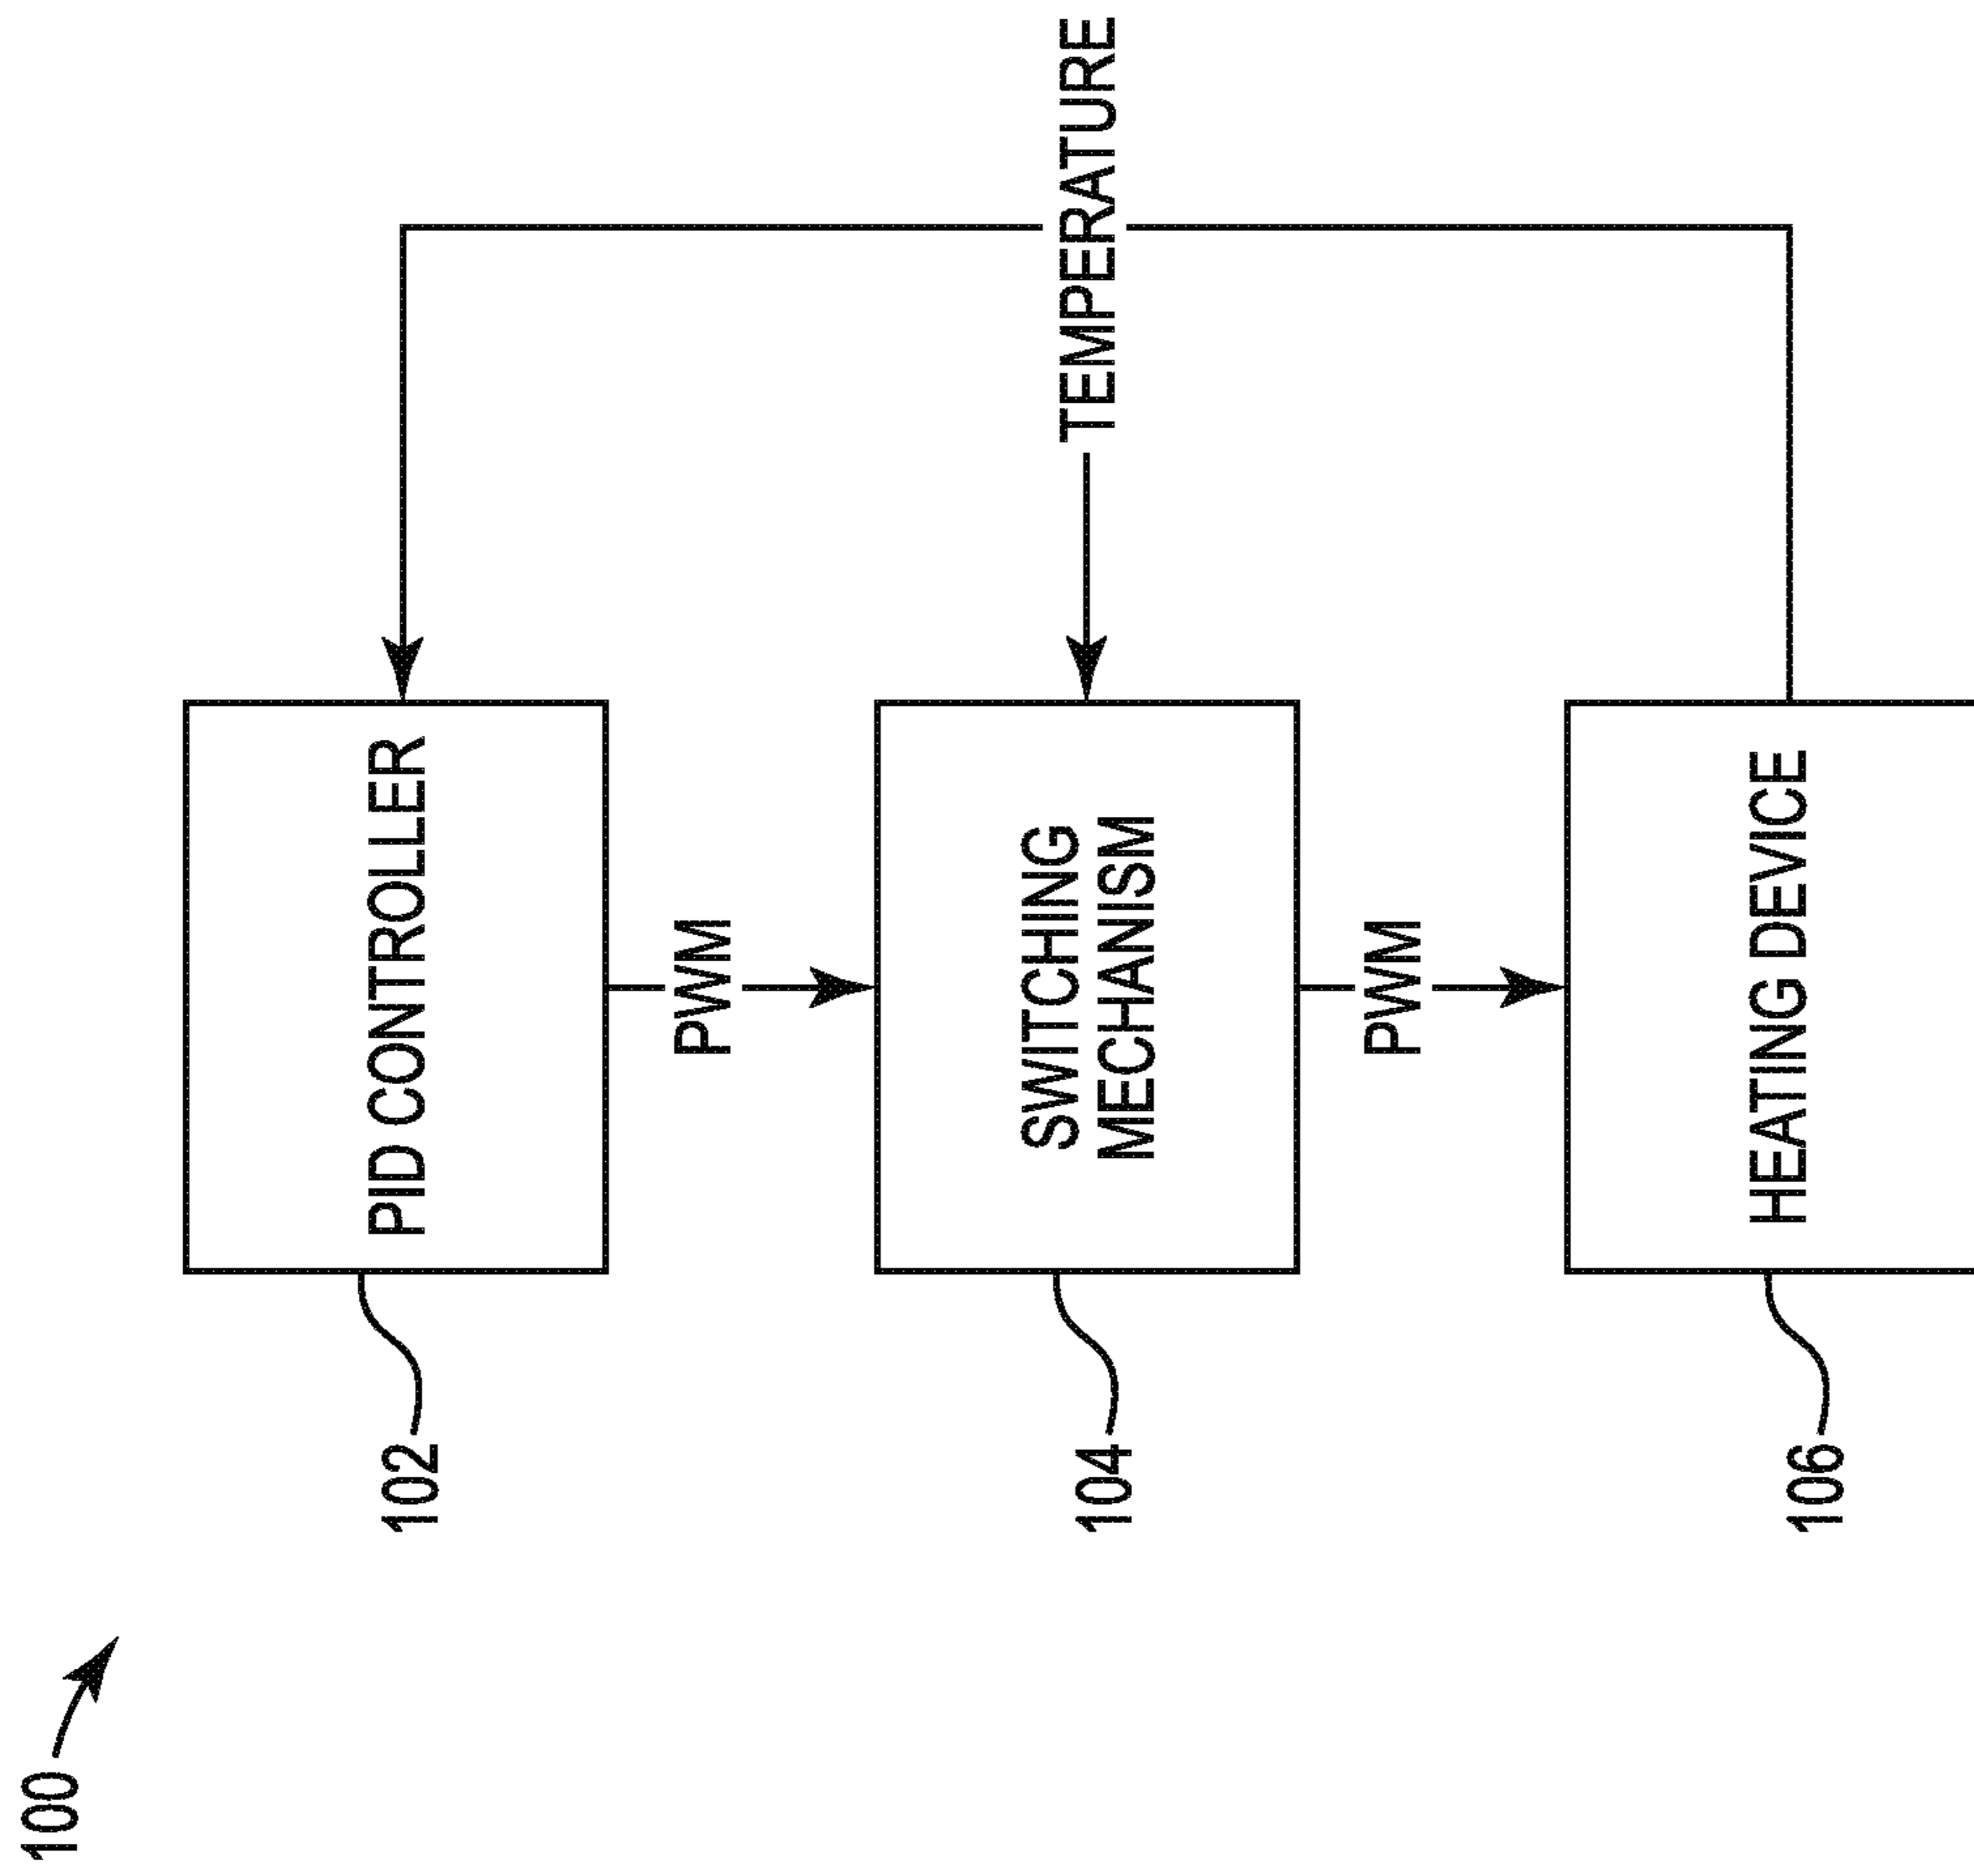 100
102
PID CONTROLLER
PWM
104
SWITCHING
MECHANISM
TEMPERATURE
PWM
106
HEATING DEVICE